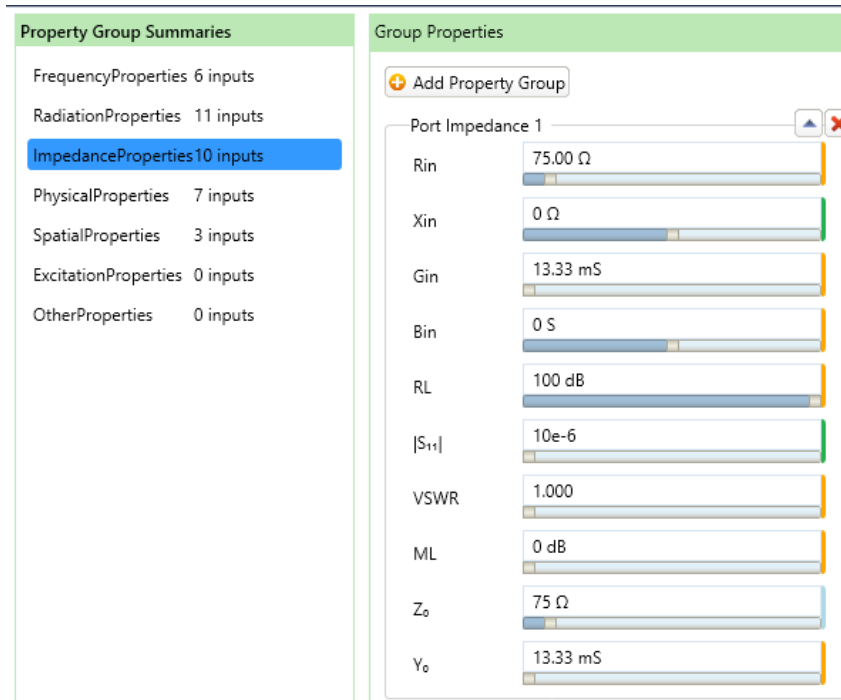 Property Group Summaries
FrequencyProperties 6 inputs
RadiationProperties 11 inputs
ImpedanceProperties 10 inputs
PhysicalProperties 7 inputs
SpatialProperties 3 inputs
ExcitationProperties 0 inputs
OtherProperties 0 inputs
Group Properties
Add Property Group
Port Impedance 1
Rin 75.00 Ω
Xin 0 Ω
Gin 13.33 mS
Bin 0 S
RL 100 dB
|S₁₁| 10e-6
VSWR 1.000
ML 0 dB
Z₀ 75 Ω
Y₀ 13.33 mS